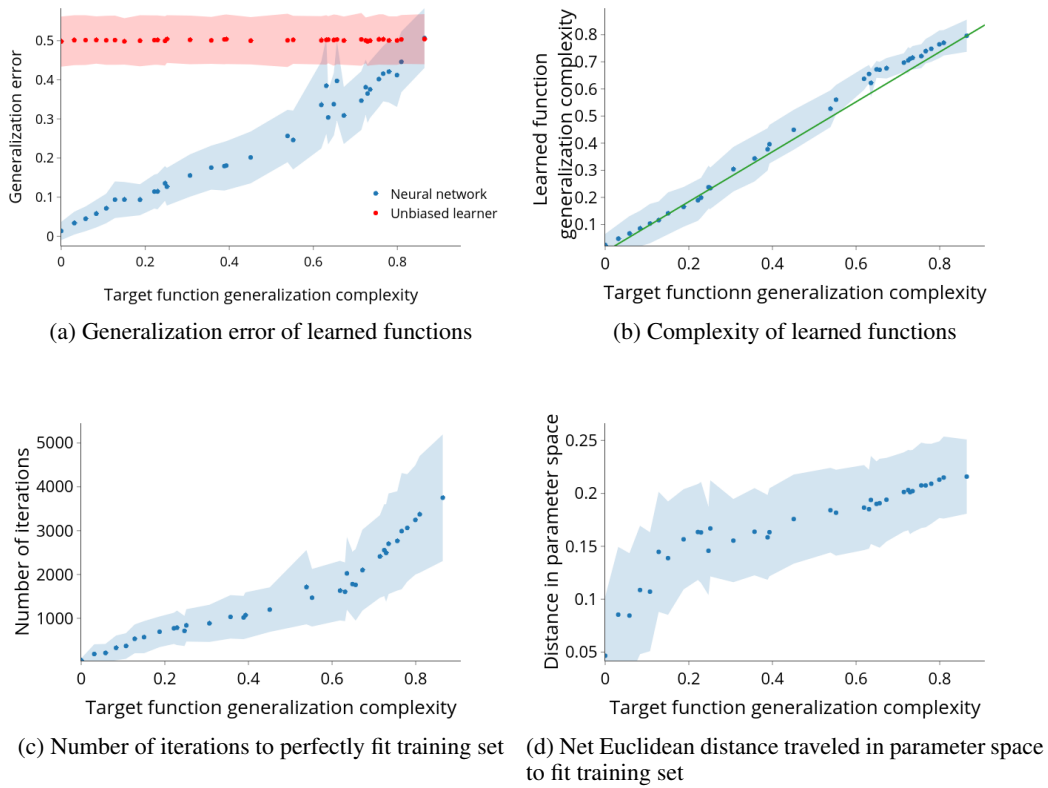 Generalization error
0.5
0.4
0.3
0.2
0.1
0
Neural network
Unbiased learner
0
0.2
0.4
0.6
0.8
Target function generalization complexity
(a) Generalization error of learned functions
Learned function
generalization complexity
0.8
0.7
0.6
0.5
0.4
0.3
0.2
0.1
0
0.2
0.4
0.6
0.8
Target functionn generalization complexity
(b) Complexity of learned functions
Number of iterations
5000
4000
3000
2000
1000
0
0.2
0.4
0.6
0.8
Target function generalization complexity
(c) Number of iterations to perfectly fit training set
Distance in parameter space
0.25
0.2
0.15
0.1
0.05
0
0.2
0.4
0.6
0.8
Target function generalization complexity
(d) Net Euclidean distance traveled in parameter space
to fit training set